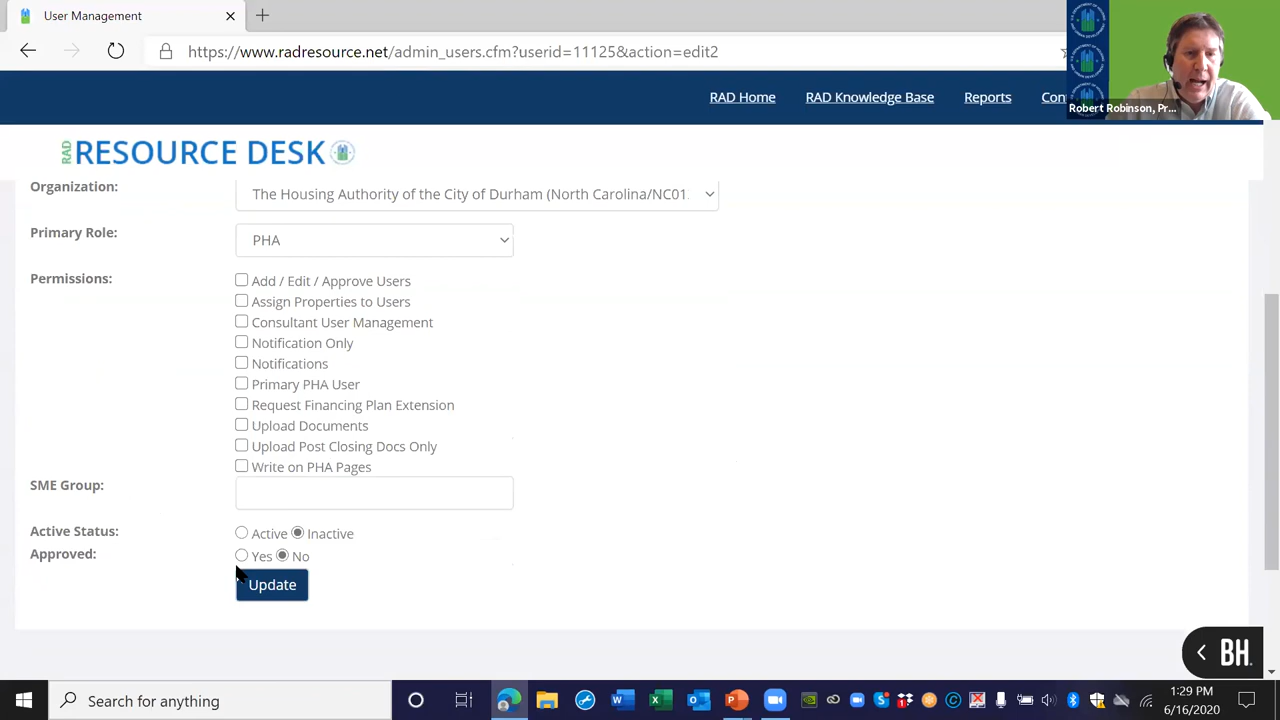 User Management
https://www.radresource.net/admin_users.cfm?userid=11125&action=edit2
Robert Robinson, Pr...
RAD Home RAD Knowledge Base Reports
RAD RESOURCE DESK
Organization: The Housing Authority of the City of Durham (North Carolina/NC01
Primary Role: PHA
Permissions: Add / Edit / Approve Users
Assign Properties to Users
Consultant User Management
Notification Only
Notifications
Primary PHA User
Request Financing Plan Extension
Upload Documents
Upload Post Closing Docs Only
Write on PHA Pages
SME Group:
Active Status: Active Inactive
Approved: Yes No
Update
BH.
Search for anything
1:29 PM
6/16/2020